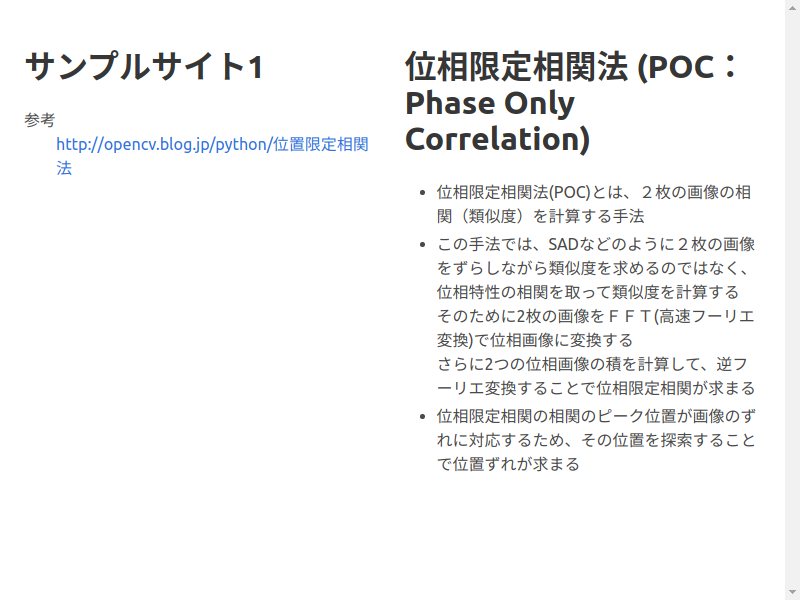 サンプルサイト1
参考
http://opencv.blog.jp/python/位置限定相関
法
位相限定相関法 (POC：
Phase Only
Correlation)
位相限定相関法(POC)とは、２枚の画像の相
関（類似度）を計算する手法
この手法では、SADなどのように２枚の画像
をずらしながら類似度を求めるのではなく、
位相特性の相関を取って類似度を計算する
そのために2枚の画像をＦＦＴ(高速フーリエ
変換)で位相画像に変換する
さらに2つの位相画像の積を計算して、逆フ
ーリエ変換することで位相限定相関が求まる
位相限定相関の相関のピーク位置が画像のず
れに対応するため、その位置を探索すること
で位置ずれが求まる